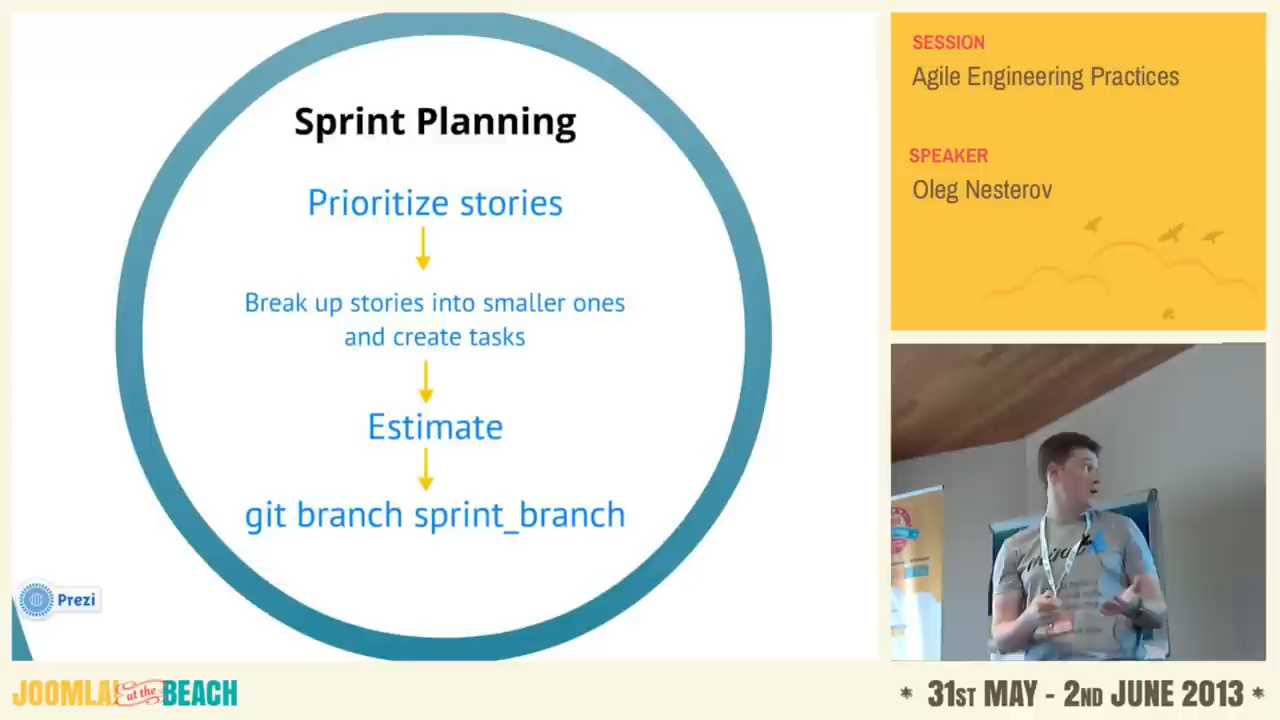 Sprint Planning
Prioritize stories
Break up stories into smaller ones
and create tasks
Estimate
git branch sprint_branch
Prezi
SESSION
Agile Engineering Practices
SPEAKER
Oleg Nesterov
JOOMLA! at the BEACH
* 31ST MAY - 2ND JUNE 2013 *